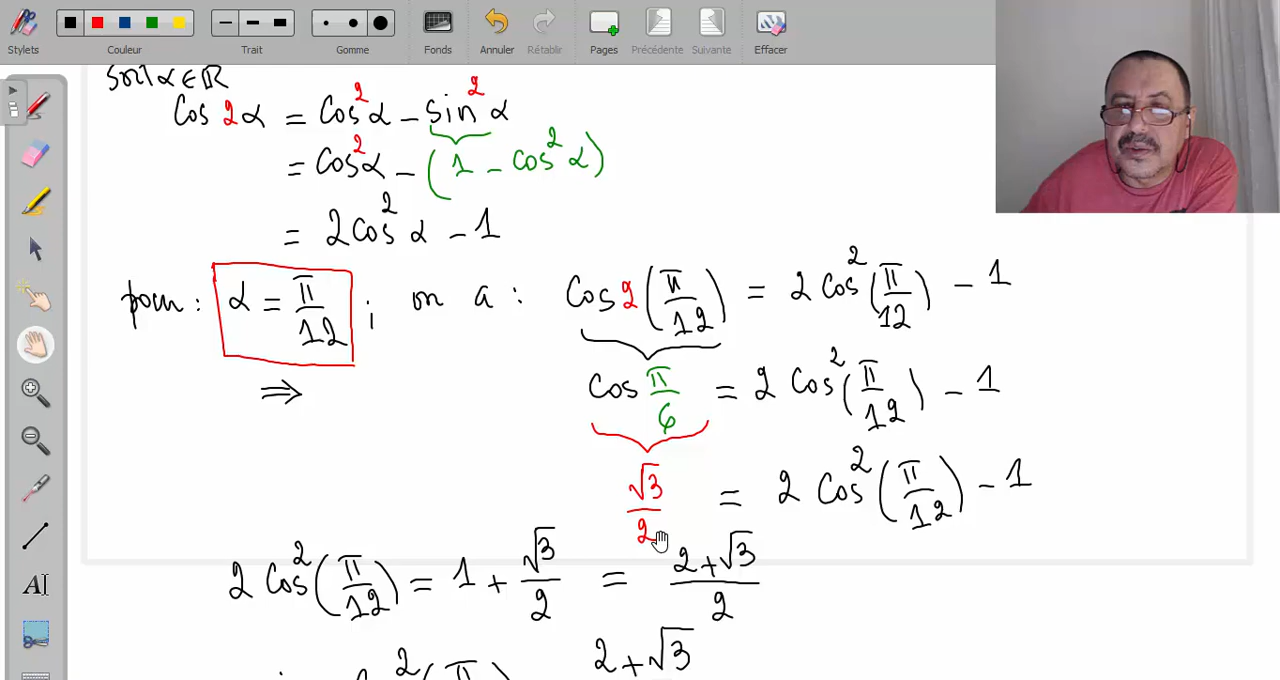 Stylets Couleur Trait Gomme Fonds Annuler Rétablir Pages Précédente Suivante Effacer
soit α ∈ ℝ
Cos 2α = Cos²α - sin²α
= Cos²α - (1 - cos²α)
= 2Cos²α - 1
pour : α = π/12 ; on a : Cos 2(π/12) = 2 Cos²(π/12) - 1
⇒ Cos π/6 = 2 Cos²(π/12) - 1
√3/2 = 2 Cos²(π/12) - 1
2 Cos²(π/12) = 1 + √3/2 = 2+√3/2
2+√3